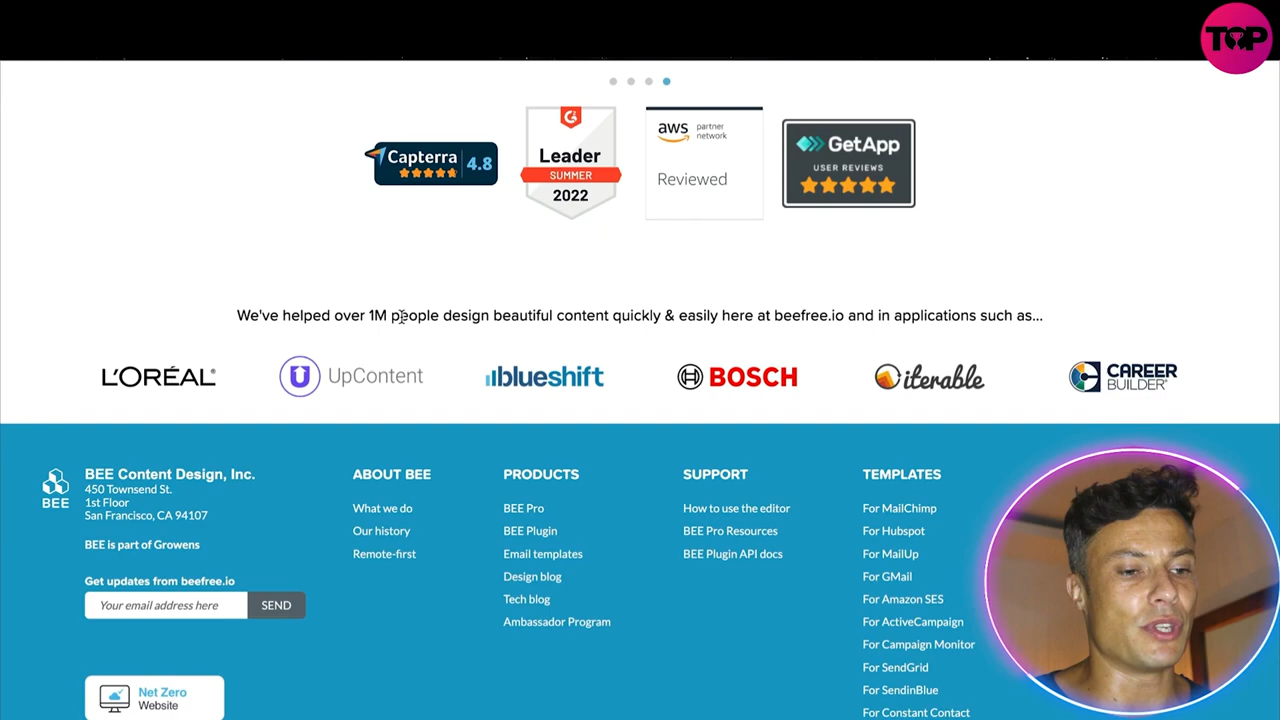 TOP
Capterra 4.8
Leader
SUMMER
2022
aws partner
network
Reviewed
GetApp
USER REVIEWS
We've helped over 1M people design beautiful content quickly & easily here at beefree.io and in applications such as...
L'ORÉAL®
UpContent
blueshift
BOSCH
iterable
CAREER
BUILDER®
BEE
BEE Content Design, Inc.
450 Townsend St.
1st Floor
San Francisco, CA 94107
BEE is part of Growens
Get updates from beefree.io
Your email address here
SEND
Net Zero
Website
ABOUT BEE
What we do
Our history
Remote-first
PRODUCTS
BEE Pro
BEE Plugin
Email templates
Design blog
Tech blog
Ambassador Program
SUPPORT
How to use the editor
BEE Pro Resources
BEE Plugin API docs
TEMPLATES
For MailChimp
For Hubspot
For MailUp
For GMail
For Amazon SES
For ActiveCampaign
For Campaign Monitor
For SendGrid
For SendinBlue
For Constant Contact